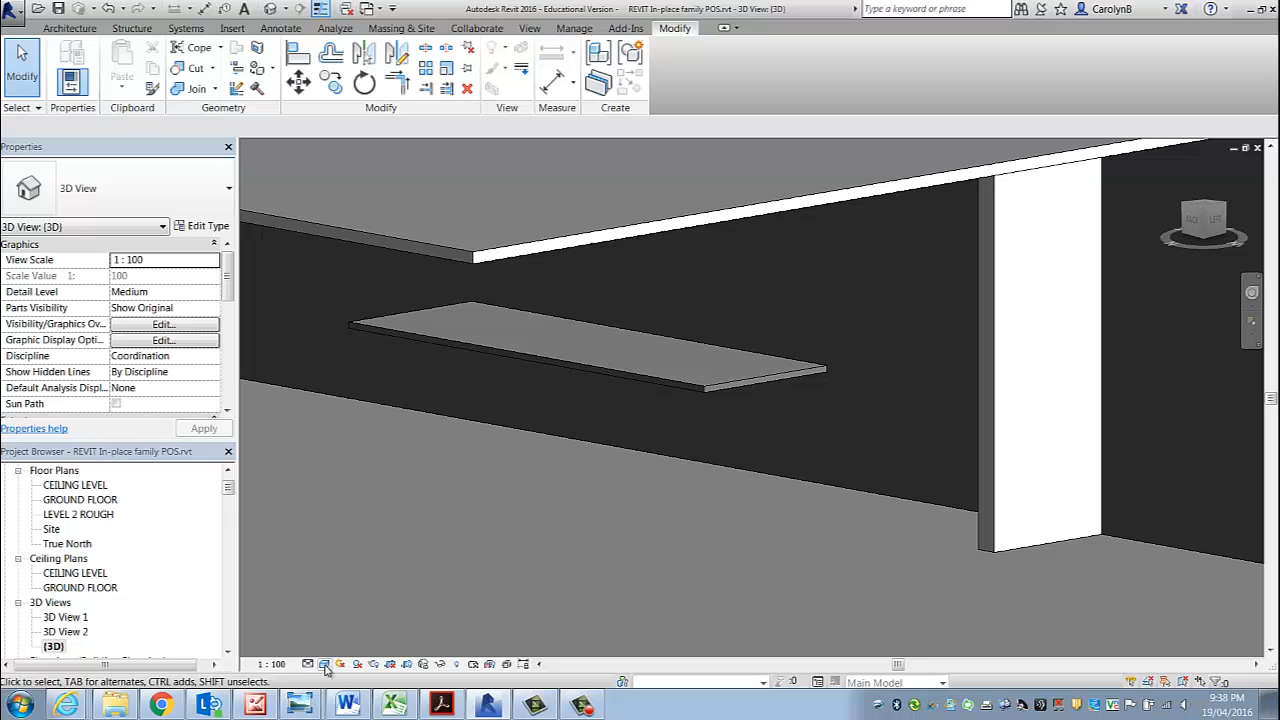 Autodesk Revit 2016 - Educational Version - REVIT In-place family POS.rvt - 3D View: {3D}
Type a keyword or phrase
CarolynB
Architecture Structure Systems Insert Annotate Analyze Massing & Site Collaborate View Manage Add-Ins Modify
Modify
Paste
Cope
Cut
Join
Select Properties Clipboard Geometry Modify View Measure Create
Properties
3D View
3D View: {3D}
Edit Type
Graphics
View Scale 1 : 100
Scale Value 1: 100
Detail Level Medium
Parts Visibility Show Original
Visibility/Graphics Ov... Edit...
Graphic Display Opti... Edit...
Discipline Coordination
Show Hidden Lines By Discipline
Default Analysis Displ... None
Sun Path
Properties help
Apply
Project Browser - REVIT In-place family POS.rvt
Floor Plans
CEILING LEVEL
GROUND FLOOR
LEVEL 2 ROUGH
Site
True North
Ceiling Plans
CEILING LEVEL
GROUND FLOOR
3D Views
3D View 1
3D View 2
{3D}
BACK LEFT
1 : 100
Click to select, TAB for alternates, CTRL adds, SHIFT unselects.
:0
Main Model
:0
9:38 PM
19/04/2016